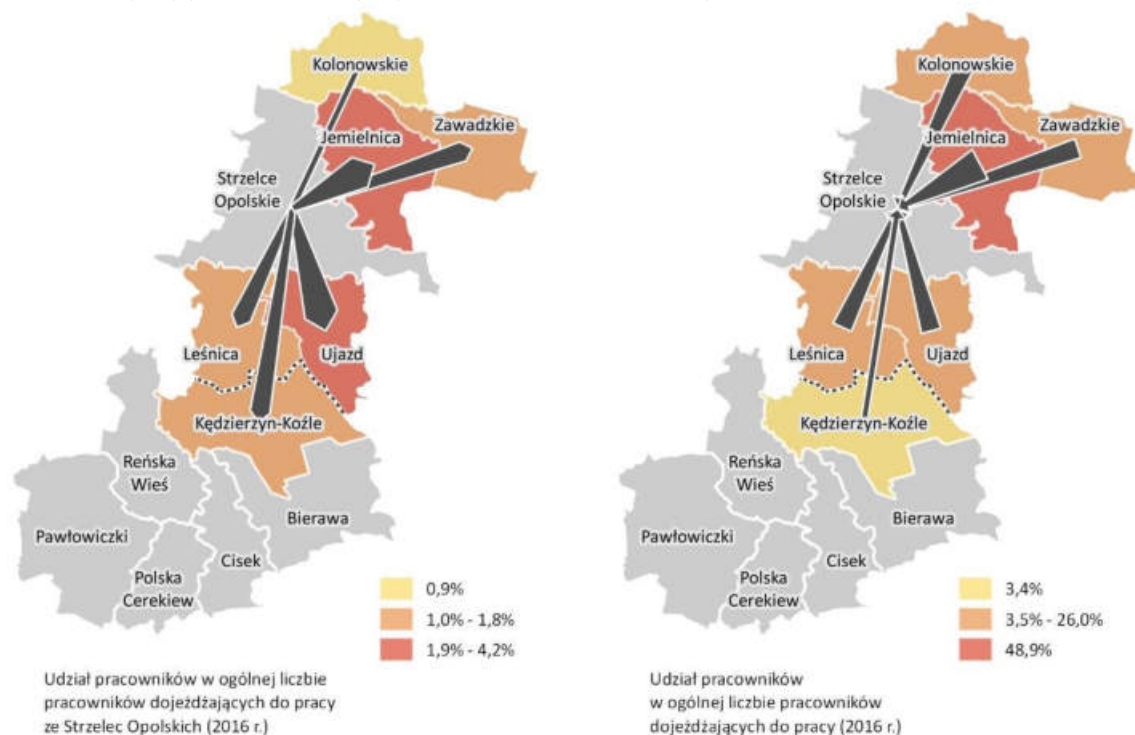 Kolonowskie
Zawadzkie
Jemielnica
Strzelce
Opolskie
Leśnica
Ujazd
Kędzierzyn-Koźle
Reńska
Wieś
Bierawa
Pawłowiczki
Cisek
Polska
Cerekiew
0,9%
1,0% - 1,8%
1,9% - 4,2%
Udział pracowników w ogólnej liczbie
pracowników dojeżdżających do pracy
ze Strzelec Opolskich (2016 r.)
Kolonowskie
Zawadzkie
Jemielnica
Strzelce
Opolskie
Leśnica
Ujazd
Kędzierzyn-Koźle
Reńska
Wieś
Bierawa
Pawłowiczki
Cisek
Polska
Cerekiew
3,4%
3,5% - 26,0%
48,9%
Udział pracowników
w ogólnej liczbie pracowników
dojeżdżających do pracy (2016 r.)